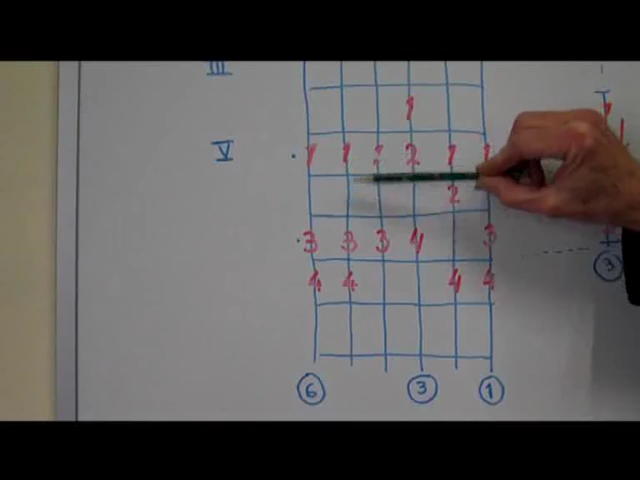 III
1
V 1 1 1 2 1 1
2
3 3 3 4 3
4 4 4 4
6 3 1
3